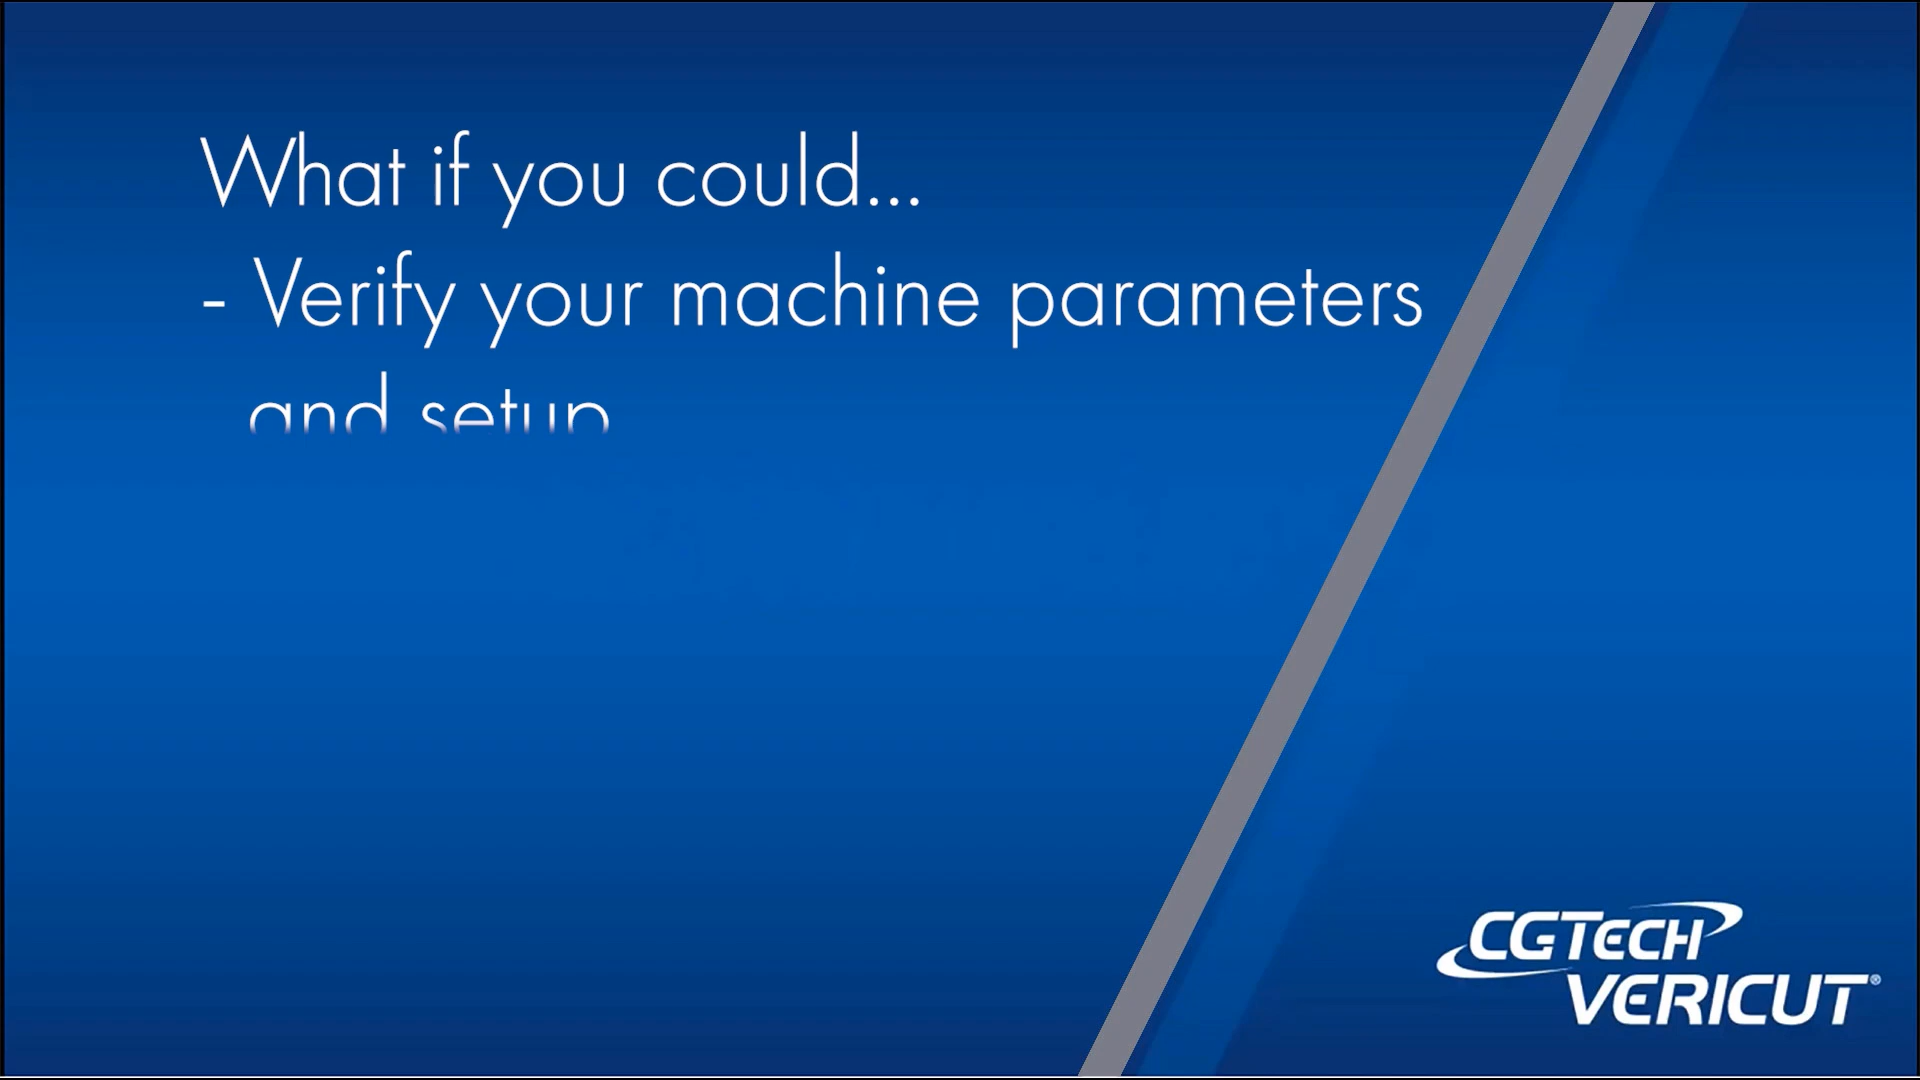 What if you could...
- Verify your machine parameters
and setup
CGTECH
VERICUT®